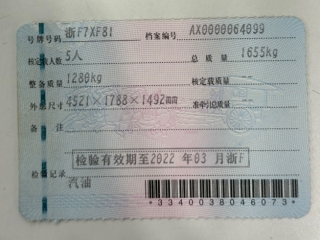 号牌号码 浙F7XF81 档案编号 AX0000064099
核定载人数 5人 总质量 1655kg
整备质量 1280kg 核定载质量 --
外廓尺寸 4521×1788×1492mm 准牵引总质量 --
备注
检验有效期至2022 年 03 月浙F
检验记录
汽油
*3340038046073*